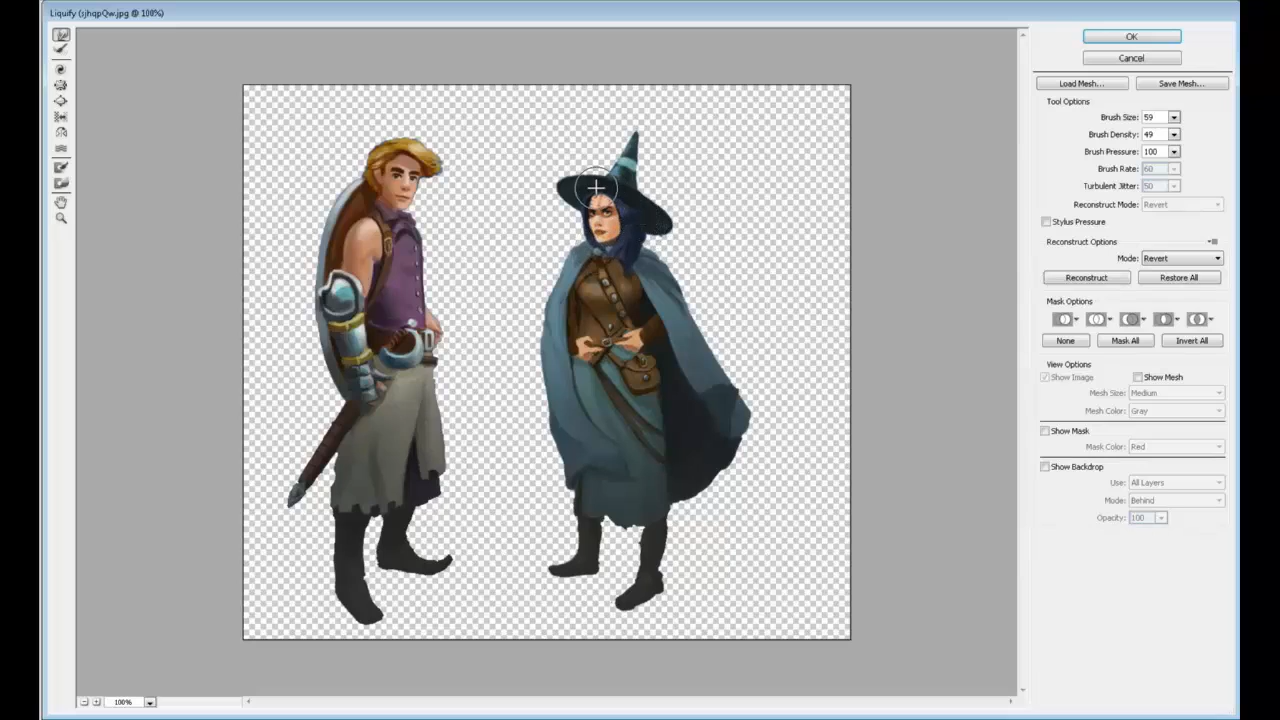 Liquify (sjhqpQw.jpg @ 100%)
OK
Cancel
Load Mesh... Save Mesh...
Tool Options
Brush Size: 59
Brush Density: 49
Brush Pressure: 100
Brush Rate: 60
Turbulent Jitter: 50
Reconstruct Mode: Revert
Stylus Pressure
Reconstruct Options
Mode: Revert
Reconstruct Restore All
Mask Options
None Mask All Invert All
View Options
Show Image Show Mesh
Mesh Size: Medium
Mesh Color: Gray
Show Mask
Mask Color: Red
Show Backdrop
Use: All Layers
Mode: Behind
Opacity: 100
100%